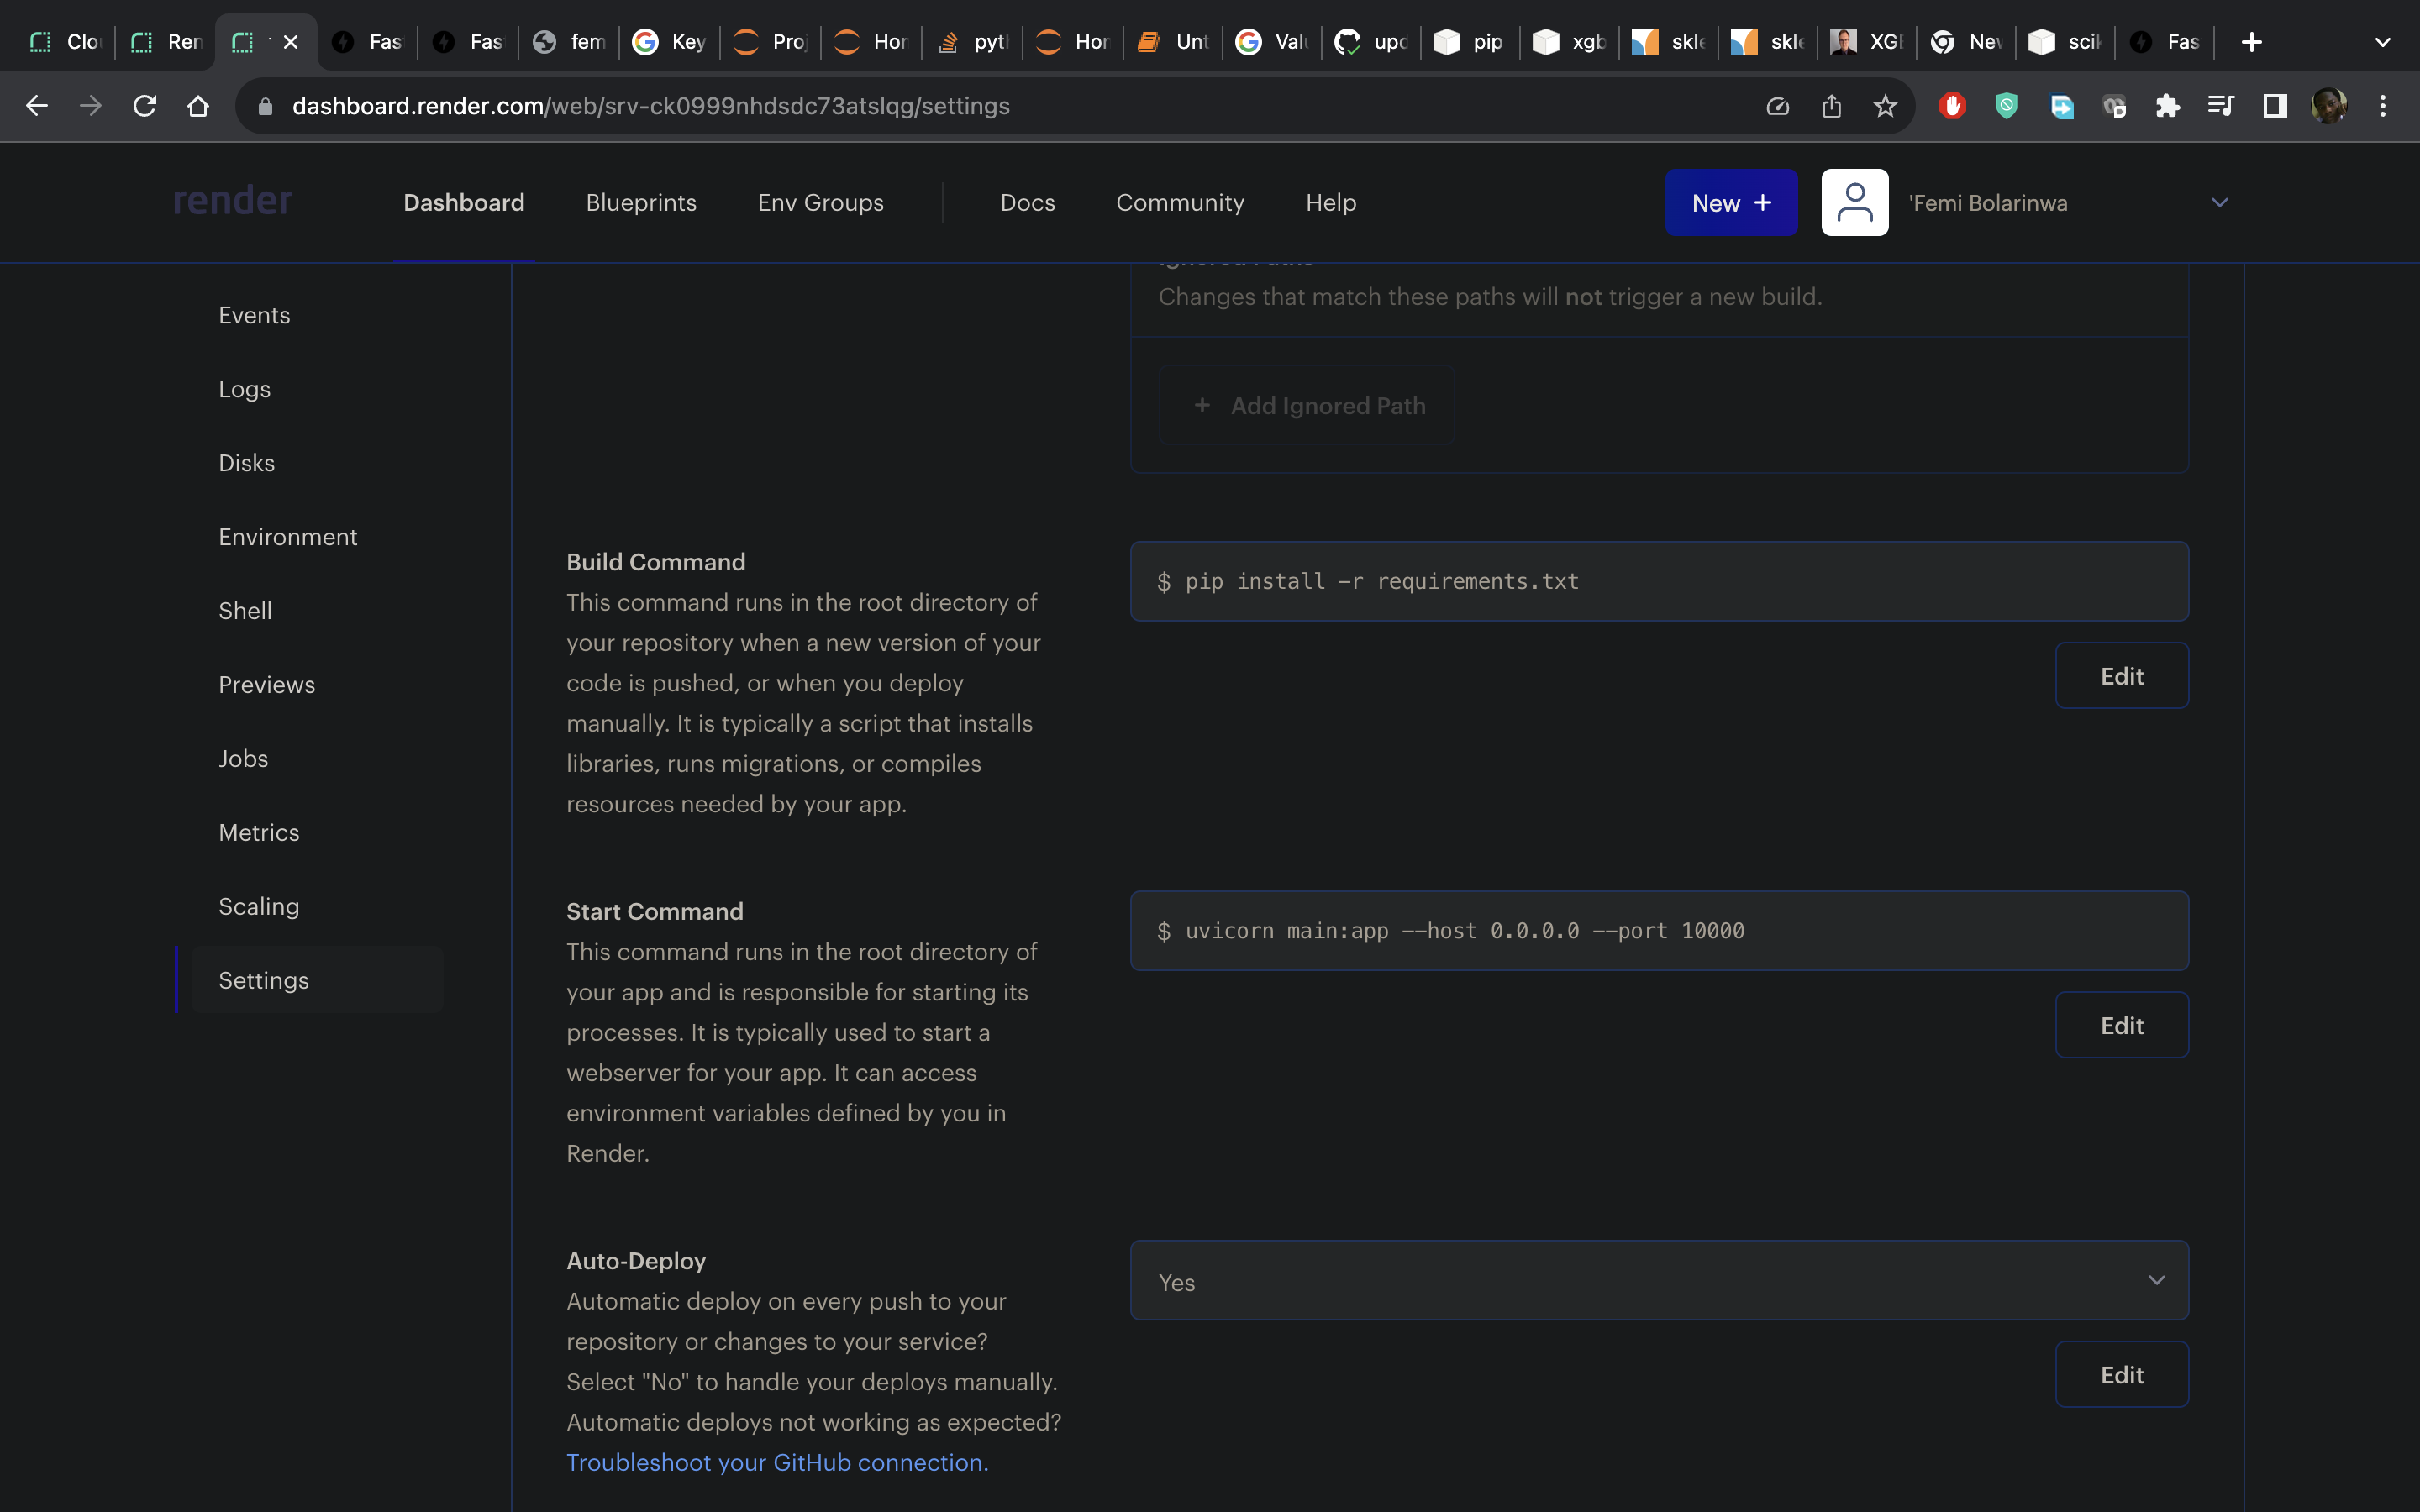 Clo
Ren
Fas
Fas
fem
Key
Proj
Hor
pyt
Hor
Unt
Val
upd
pip
xgb
skle
skle
XG
Nev
scik
Fas
dashboard.render.com/web/srv-ck0999nhdsdc73atslqg/settings
render
Dashboard
Blueprints
Env Groups
Docs
Community
Help
New +
'Femi Bolarinwa
Events
Logs
Disks
Environment
Shell
Previews
Jobs
Metrics
Scaling
Settings
Ignored Paths
Changes that match these paths will not trigger a new build.
+ Add Ignored Path
Build Command
This command runs in the root directory of
your repository when a new version of your
code is pushed, or when you deploy
manually. It is typically a script that installs
libraries, runs migrations, or compiles
resources needed by your app.
$ pip install -r requirements.txt
Edit
Start Command
This command runs in the root directory of
your app and is responsible for starting its
processes. It is typically used to start a
webserver for your app. It can access
environment variables defined by you in
Render.
$ uvicorn main:app --host 0.0.0.0 --port 10000
Edit
Auto-Deploy
Automatic deploy on every push to your
repository or changes to your service?
Select "No" to handle your deploys manually.
Automatic deploys not working as expected?
Troubleshoot your GitHub connection.
Yes
Edit